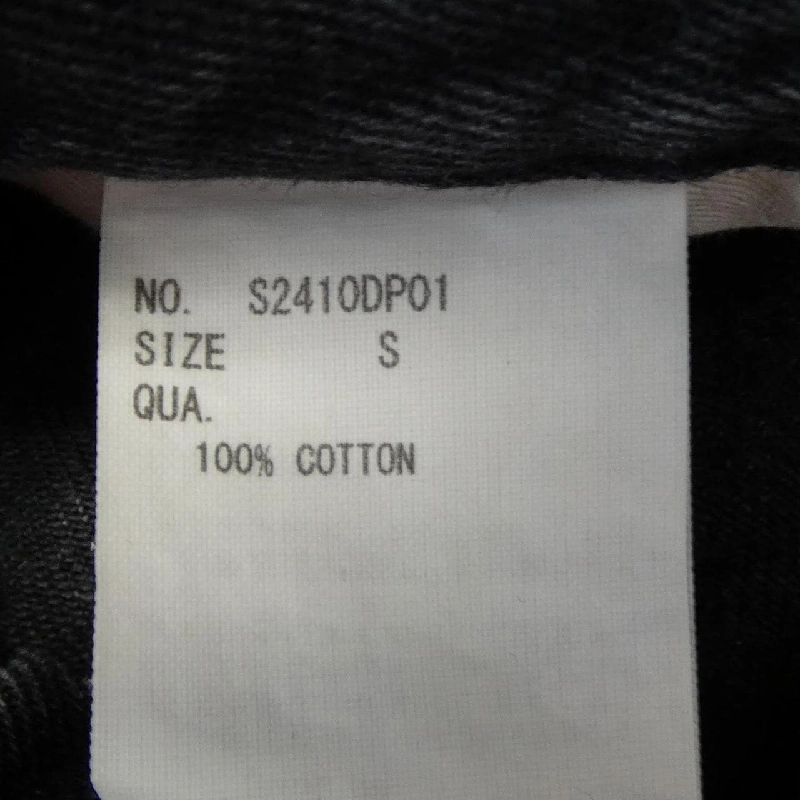 NO. S2410DP01
SIZE S
QUA.
100% COTTON